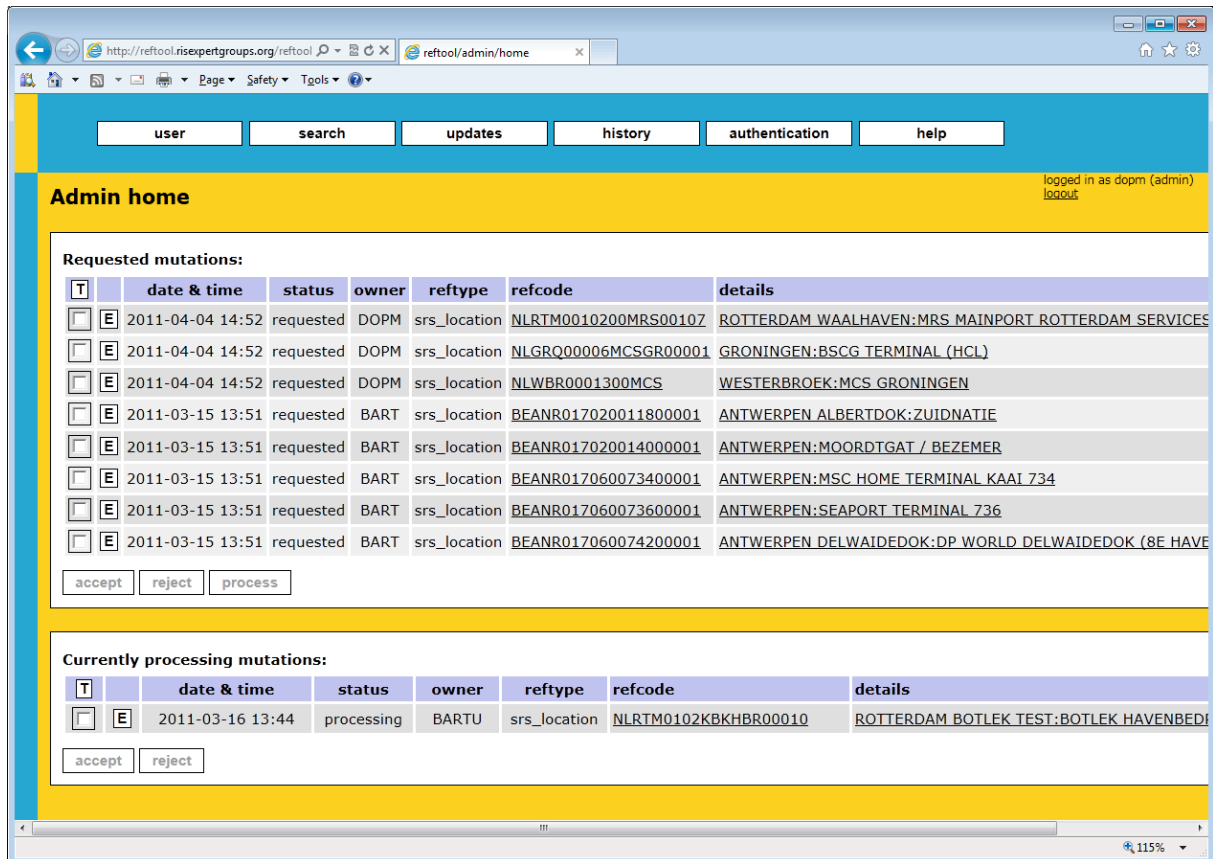 http://reftool.risexpertgroups.org/reftool
reftool/admin/home
Page Safety Tools
user search updates history authentication help
logged in as dopm (admin)
logout
Admin home
Requested mutations:
T date & time status owner reftype refcode details
E 2011-04-04 14:52 requested DOPM srs_location NLRTM0010200MRS00107 ROTTERDAM WAALHAVEN:MRS MAINPORT ROTTERDAM SERVICES
E 2011-04-04 14:52 requested DOPM srs_location NLGRQ00006MCSGR00001 GRONINGEN:BSCG TERMINAL (HCL)
E 2011-04-04 14:52 requested DOPM srs_location NLWBR0001300MCS WESTERBROEK:MCS GRONINGEN
E 2011-03-15 13:51 requested BART srs_location BEANR017020011800001 ANTWERPEN ALBERTDOK:ZUIDNATIE
E 2011-03-15 13:51 requested BART srs_location BEANR017020014000001 ANTWERPEN:MOORDTGAT / BEZEMER
E 2011-03-15 13:51 requested BART srs_location BEANR017060073400001 ANTWERPEN:MSC HOME TERMINAL KAAI 734
E 2011-03-15 13:51 requested BART srs_location BEANR017060073600001 ANTWERPEN:SEAPORT TERMINAL 736
E 2011-03-15 13:51 requested BART srs_location BEANR017060074200001 ANTWERPEN DELWAIDEDOK:DP WORLD DELWAIDEDOK (8E HAVE
accept reject process
Currently processing mutations:
T date & time status owner reftype refcode details
E 2011-03-16 13:44 processing BARTU srs_location NLRTM0102KBKHBR00010 ROTTERDAM BOTLEK TEST:BOTLEK HAVENBED
accept reject
115%